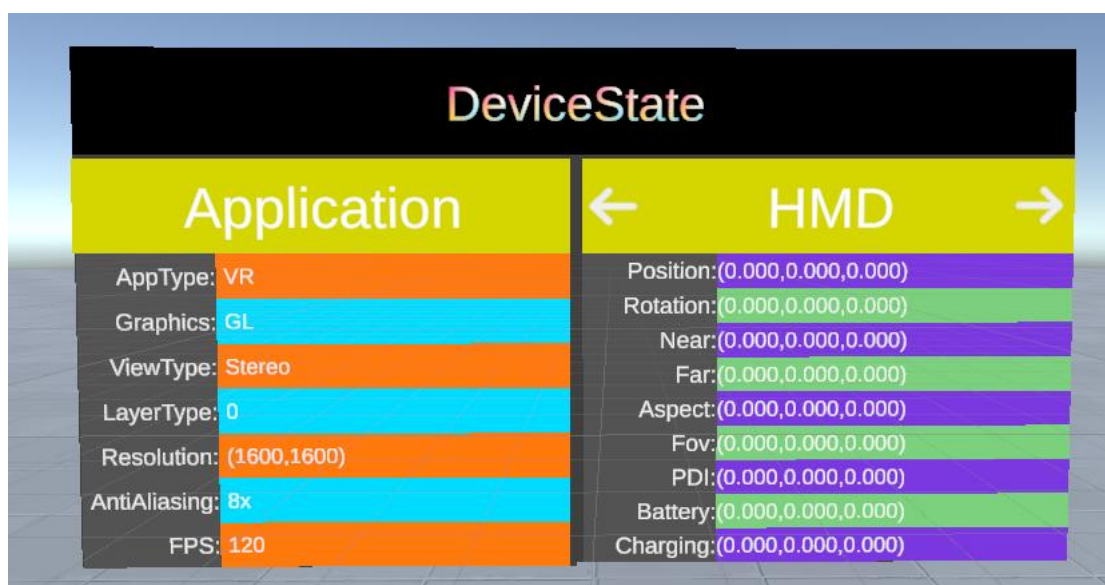 DeviceState
Application
AppType: VR
Graphics: GL
ViewType: Stereo
LayerType: 0
Resolution: (1600,1600)
AntiAliasing: 8x
FPS: 120
← HMD →
Position:(0.000,0.000,0.000)
Rotation:(0.000,0.000,0.000)
Near:(0.000,0.000,0.000)
Far:(0.000,0.000,0.000)
Aspect:(0.000,0.000,0.000)
Fov:(0.000,0.000,0.000)
PDI:(0.000,0.000,0.000)
Battery:(0.000,0.000,0.000)
Charging:(0.000,0.000,0.000)